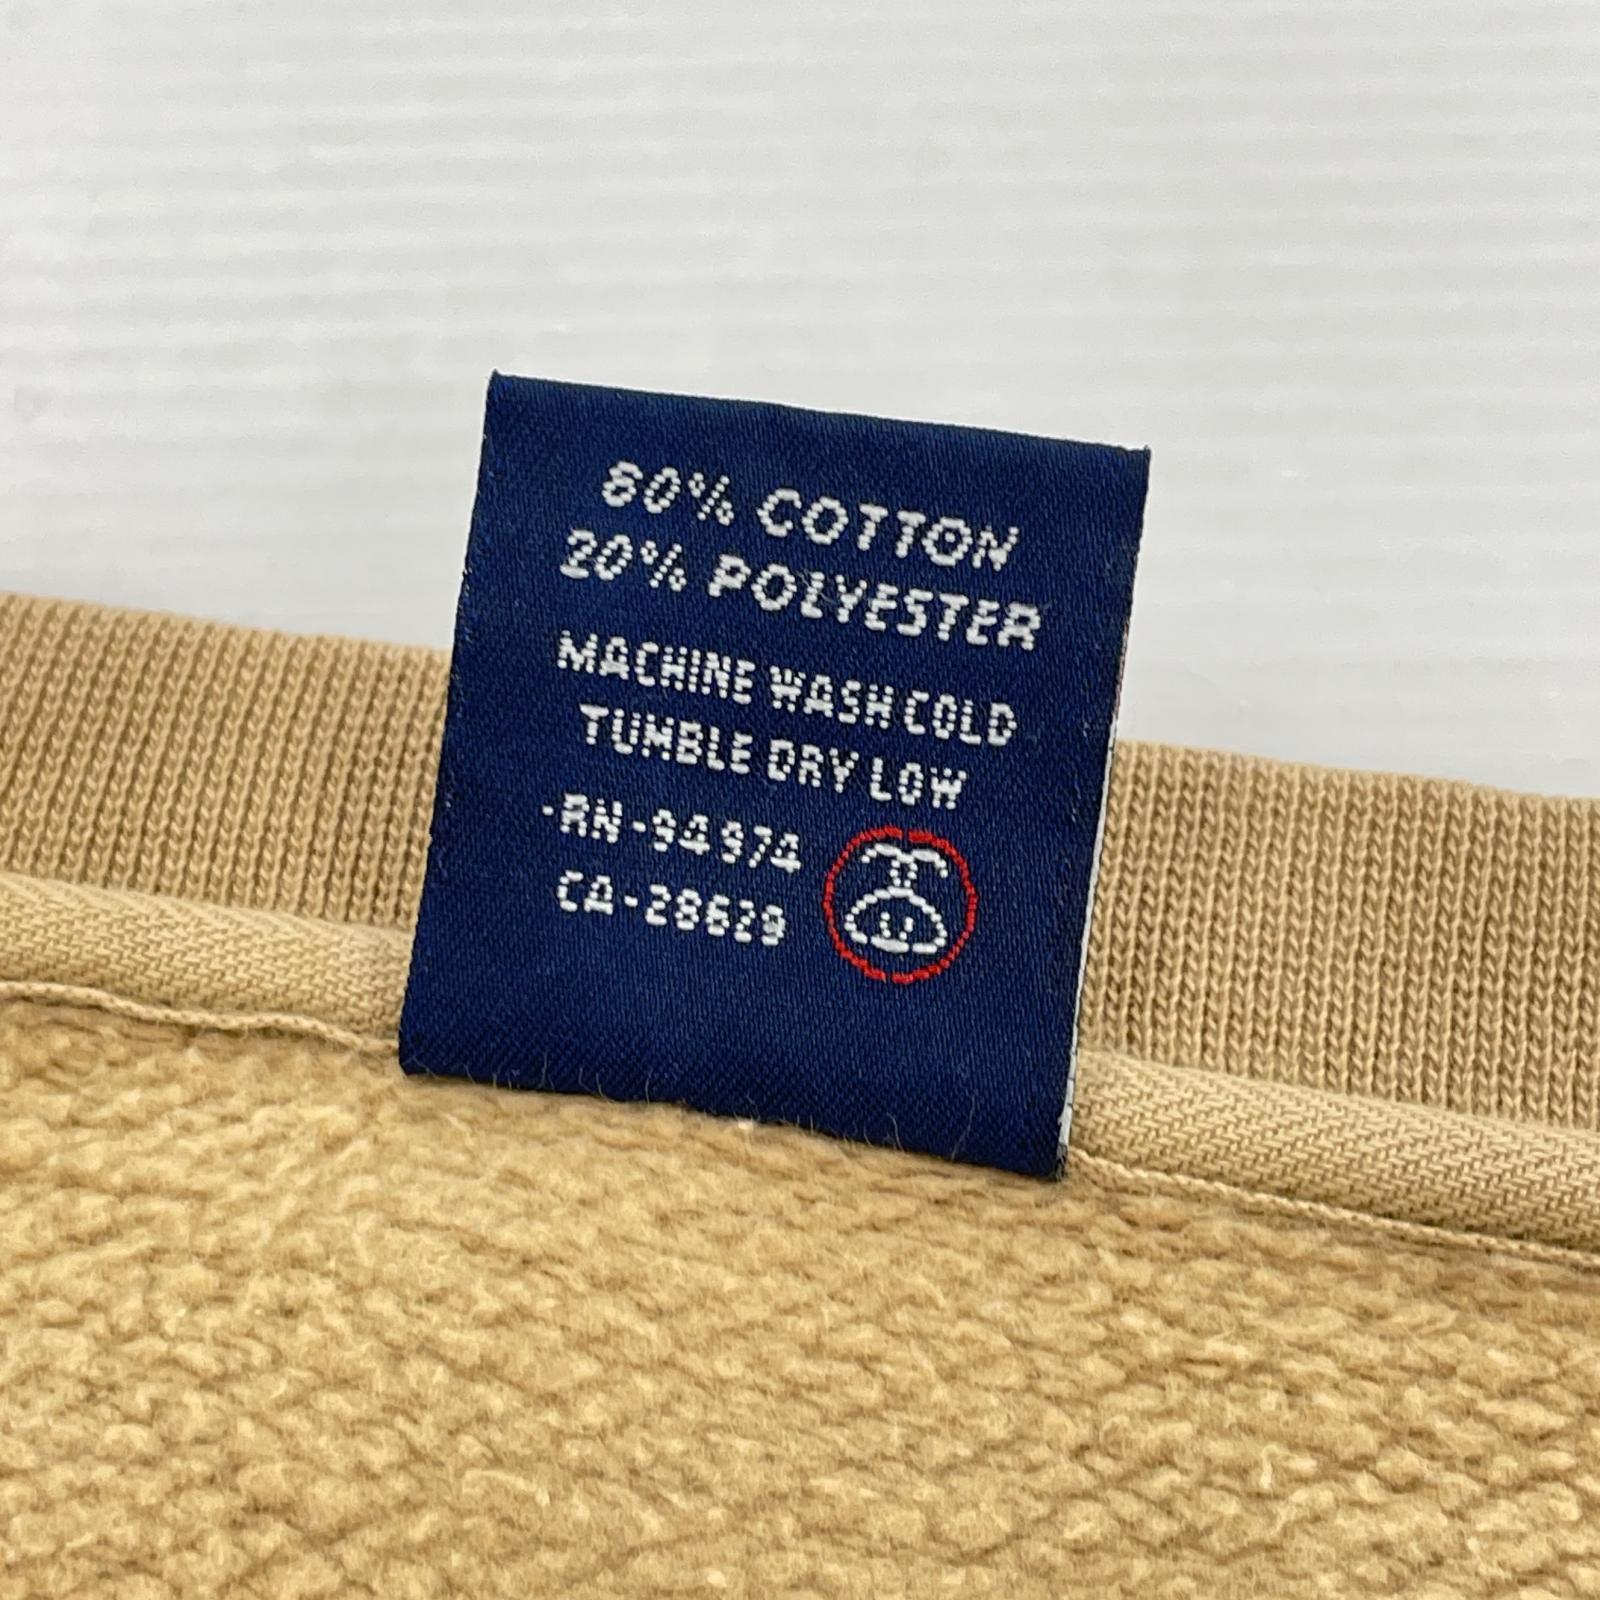 80% COTTON
20% POLYESTER
MACHINE WASH COLD
TUMBLE DRY LOW
·RN-94974
CA-28629